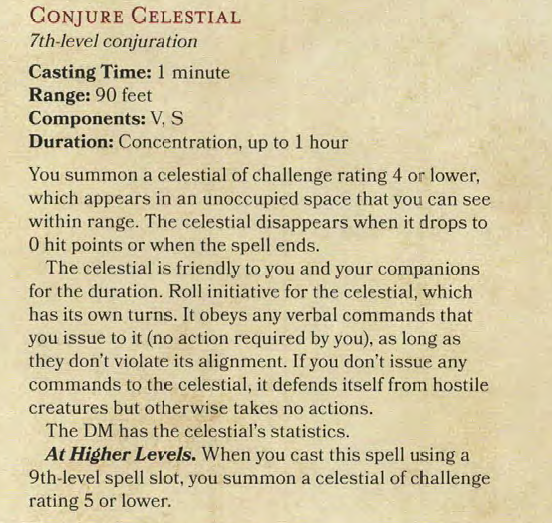 CONJURE CELESTIAL
7th-level conjuration
Casting Time: 1 minute
Range: 90 feet
Components: V, S
Duration: Concentration, up to 1 hour
You summon a celestial of challenge rating 4 or lower,
which appears in an unoccupied space that you can see
within range. The celestial disappears when it drops to
0 hit points or when the spell ends.
The celestial is friendly to you and your companions
for the duration. Roll initiative for the celestial, which
has its own turns. It obeys any verbal commands that
you issue to it (no action required by you), as long as
they don't violate its alignment. If you don't issue any
commands to the celestial, it defends itself from hostile
creatures but otherwise takes no actions.
The DM has the celestial's statistics.
At Higher Levels. When you cast this spell using a
9th-level spell slot, you summon a celestial of challenge
rating 5 or lower.